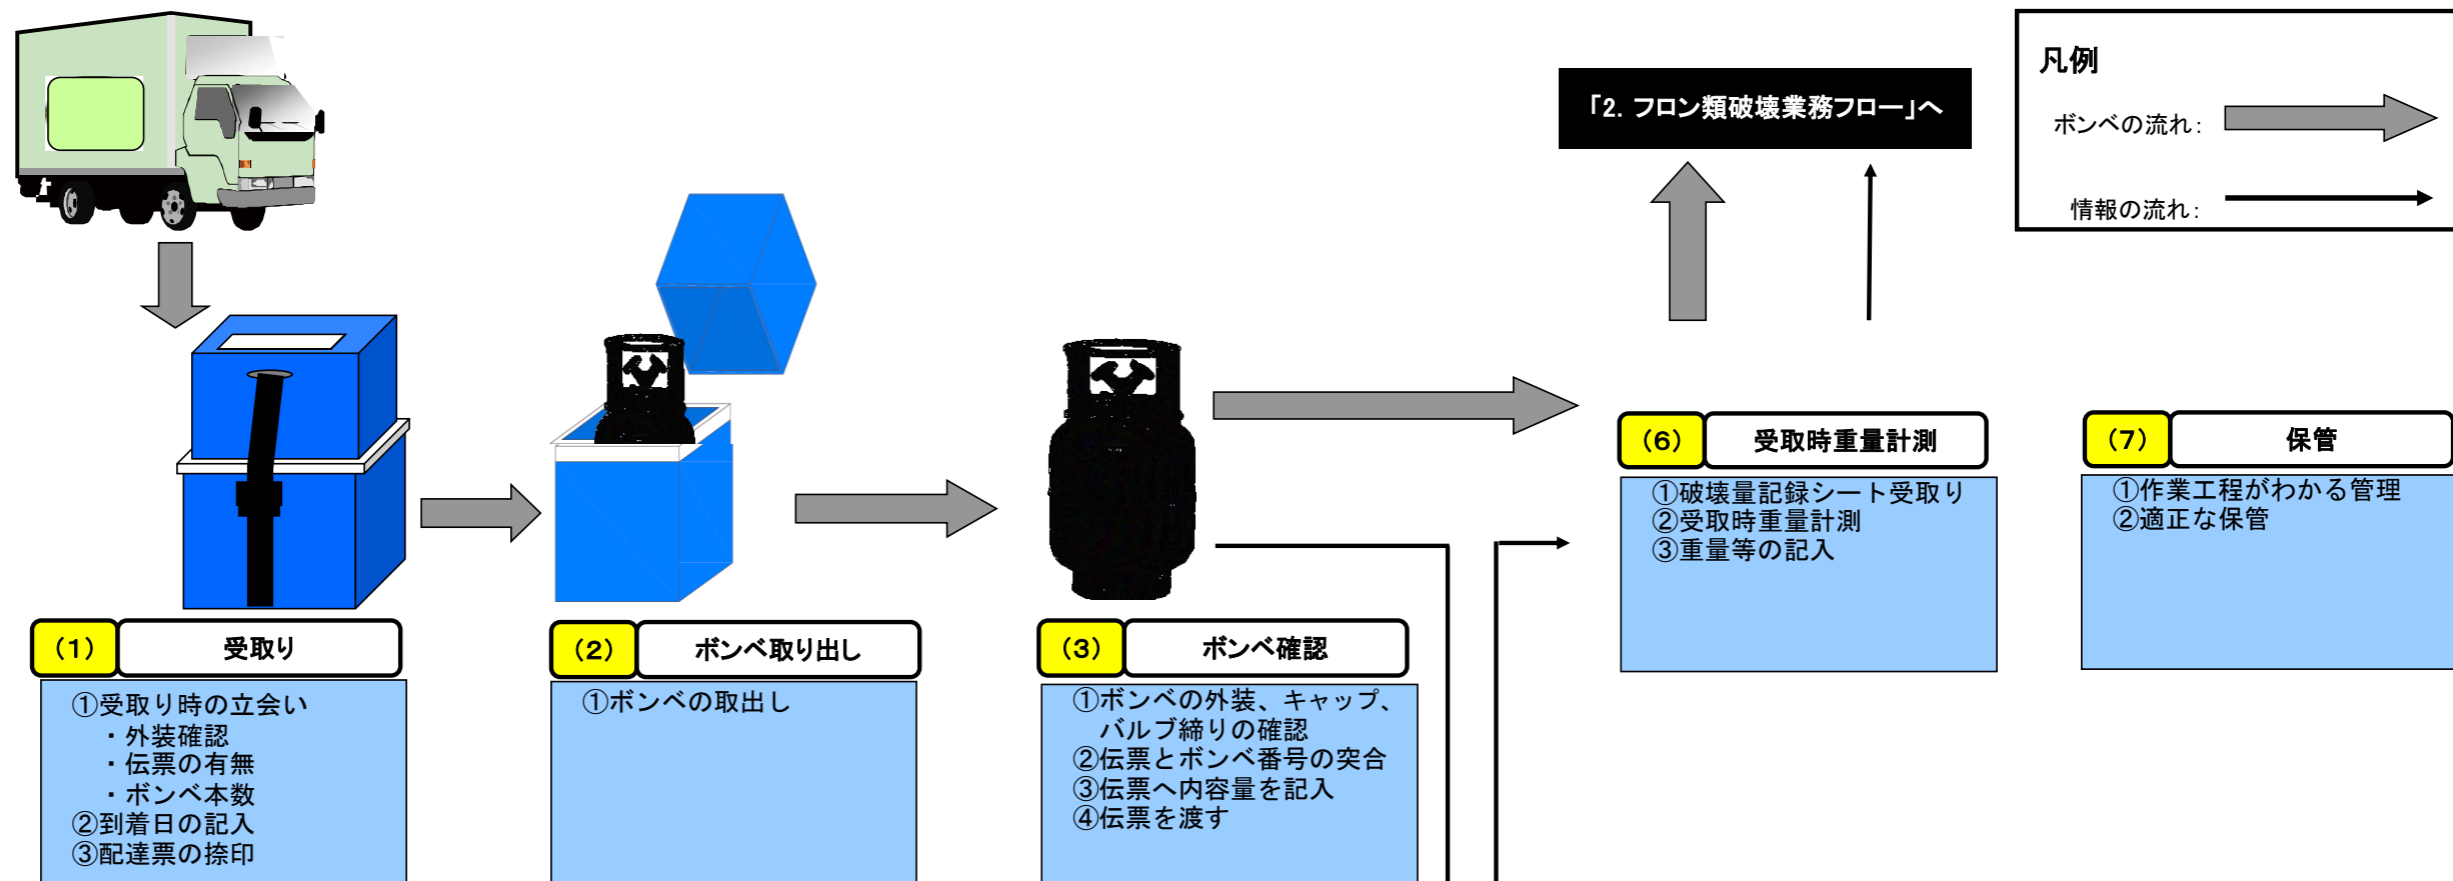 「2．フロン類破壊業務フロー」へ
凡例
ボンベの流れ：
情報の流れ：
（1） 受取り
①受取り時の立会い
・外装確認
・伝票の有無
・ボンベ本数
②到着日の記入
③配達票の捺印
（2） ボンベ取り出し
①ボンベの取出し
（3） ボンベ確認
①ボンベの外装、キャップ、
バルブ締りの確認
②伝票とボンベ番号の突合
③伝票へ内容量を記入
④伝票を渡す
（6） 受取時重量計測
①破壊量記録シート受取り
②受取時重量計測
③重量等の記入
（7） 保管
①作業工程がわかる管理
②適正な保管